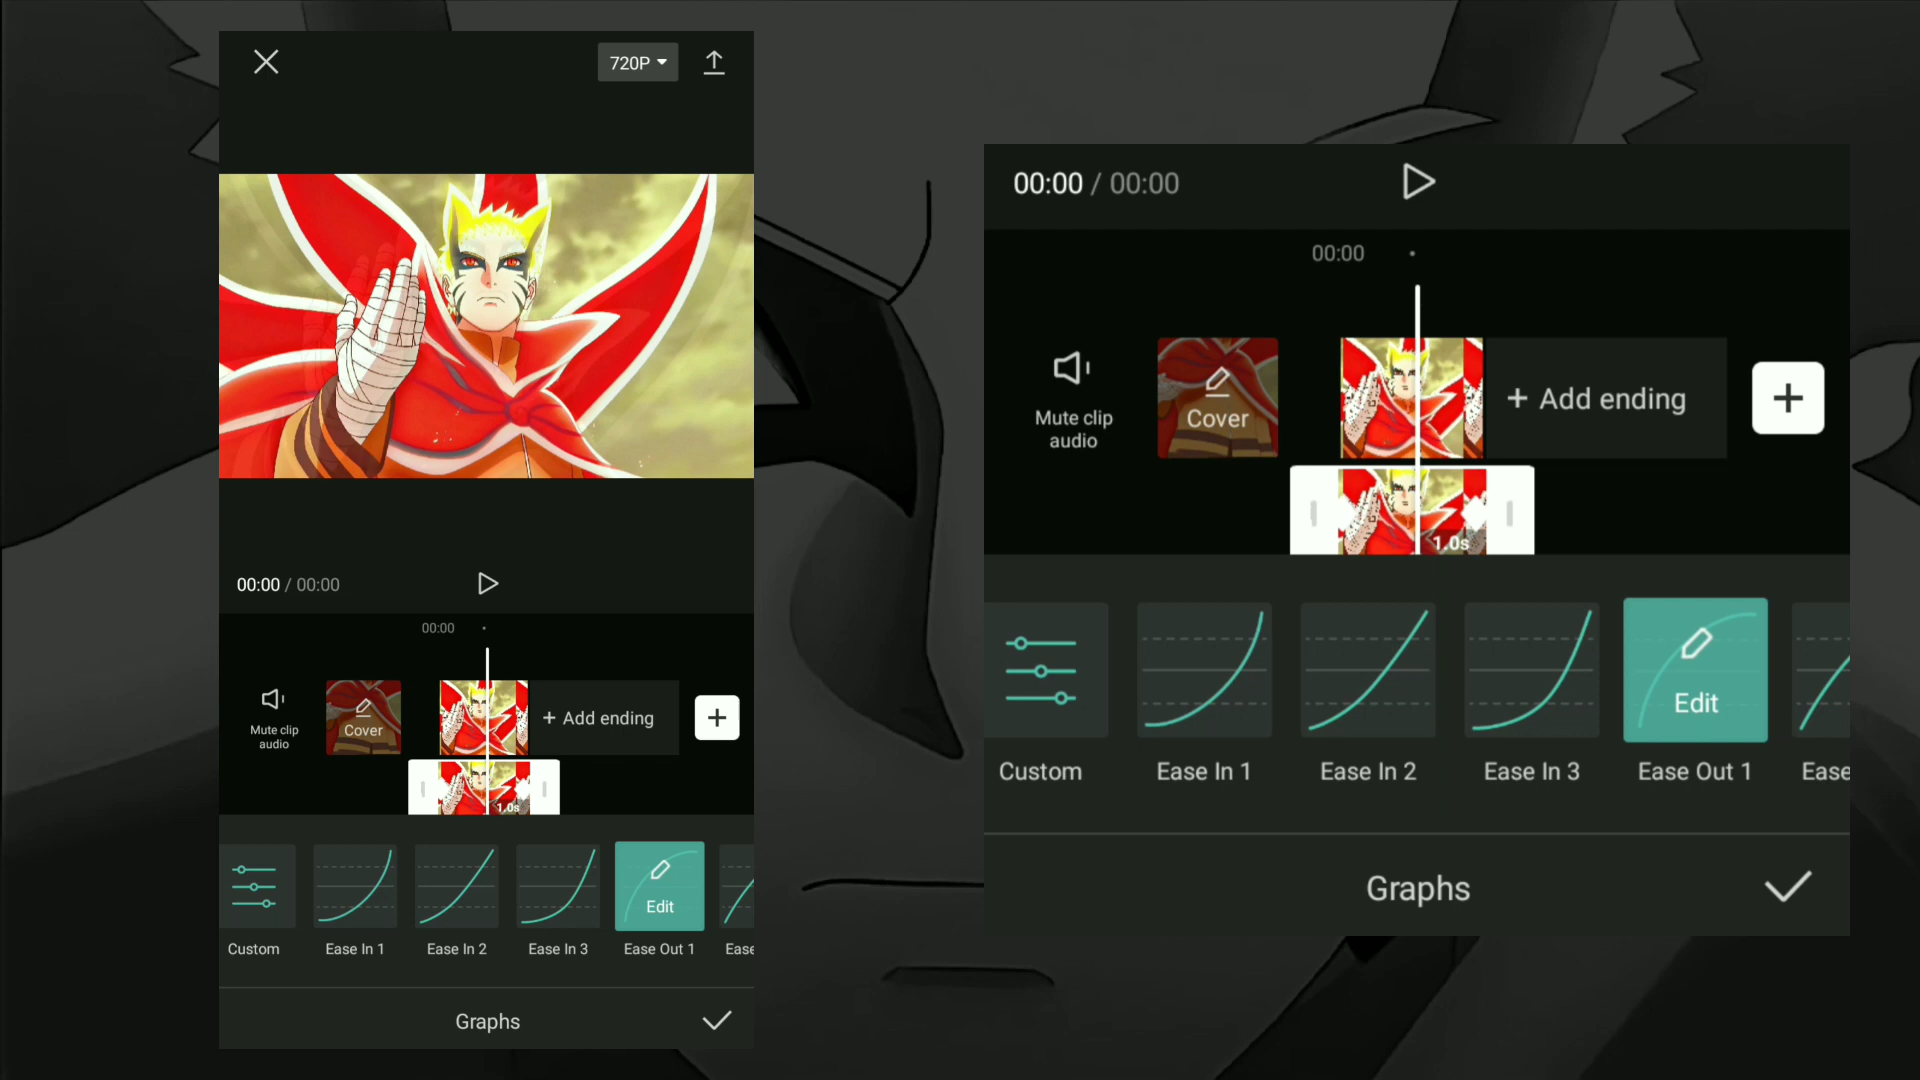 720P
00:00 / 00:00
00:00
Mute clip
audio
Cover
+ Add ending
1.0s
Edit
Custom
Ease In 1
Ease In 2
Ease In 3
Ease Out 1
Ease
Graphs
00:00 / 00:00
00:00
Mute clip
audio
Cover
+ Add ending
1.0s
Edit
Custom
Ease In 1
Ease In 2
Ease In 3
Ease Out 1
Ease
Graphs